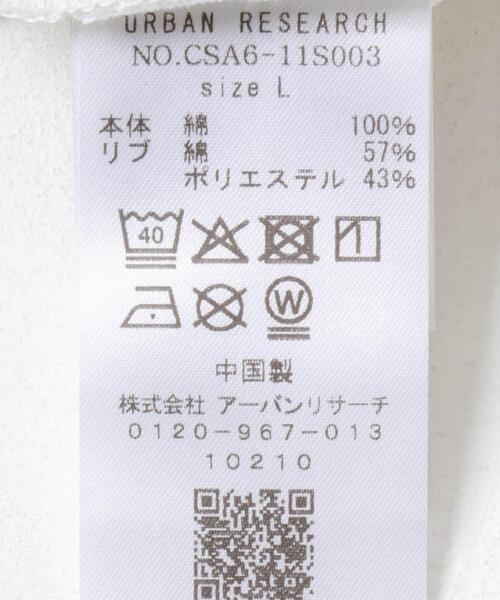 URBAN RESEARCH
NO.CSA6-11S003
size L
本体 綿 100%
リブ 綿 57%
ポリエステル 43%
40
W
中国製
株式会社 アーバンリサーチ
0120-967-013
10210